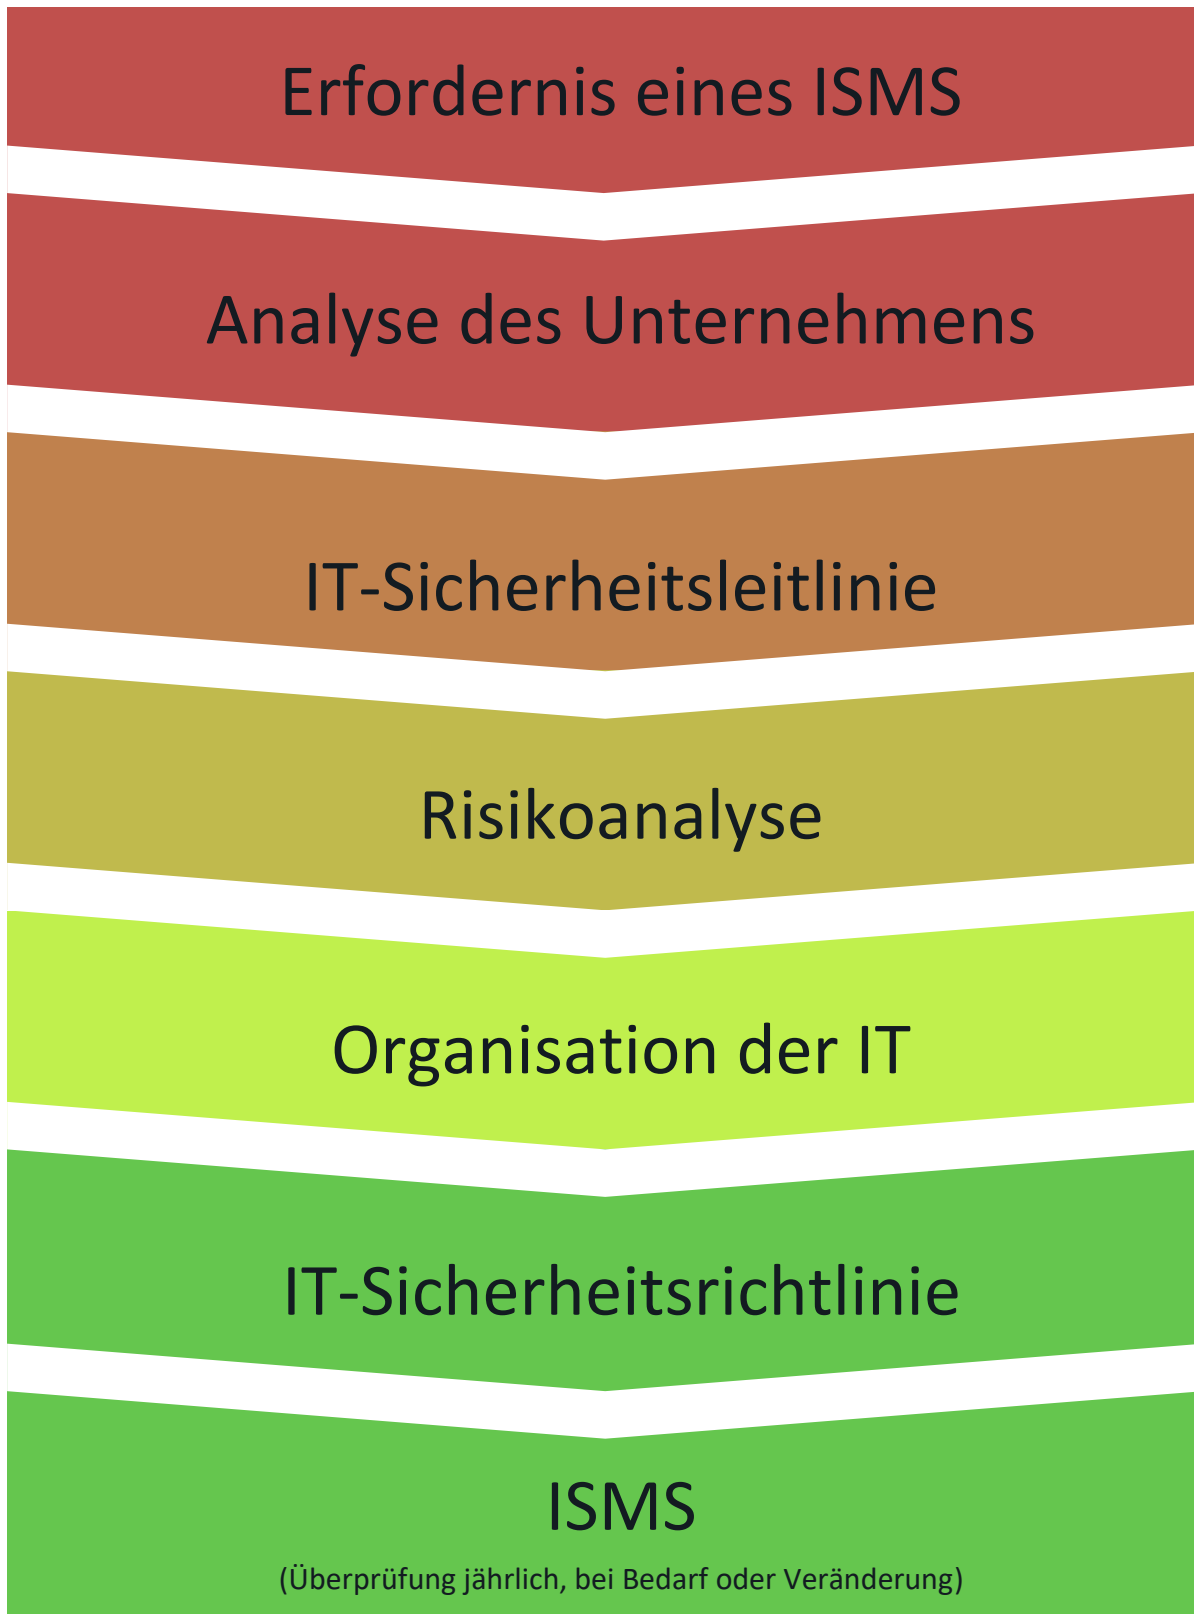 Erfordernis eines ISMS
Analyse des Unternehmens
IT-Sicherheitsleitlinie
Risikoanalyse
Organisation der IT
IT-Sicherheitsrichtlinie
ISMS
(Überprüfung jährlich, bei Bedarf oder Veränderung)